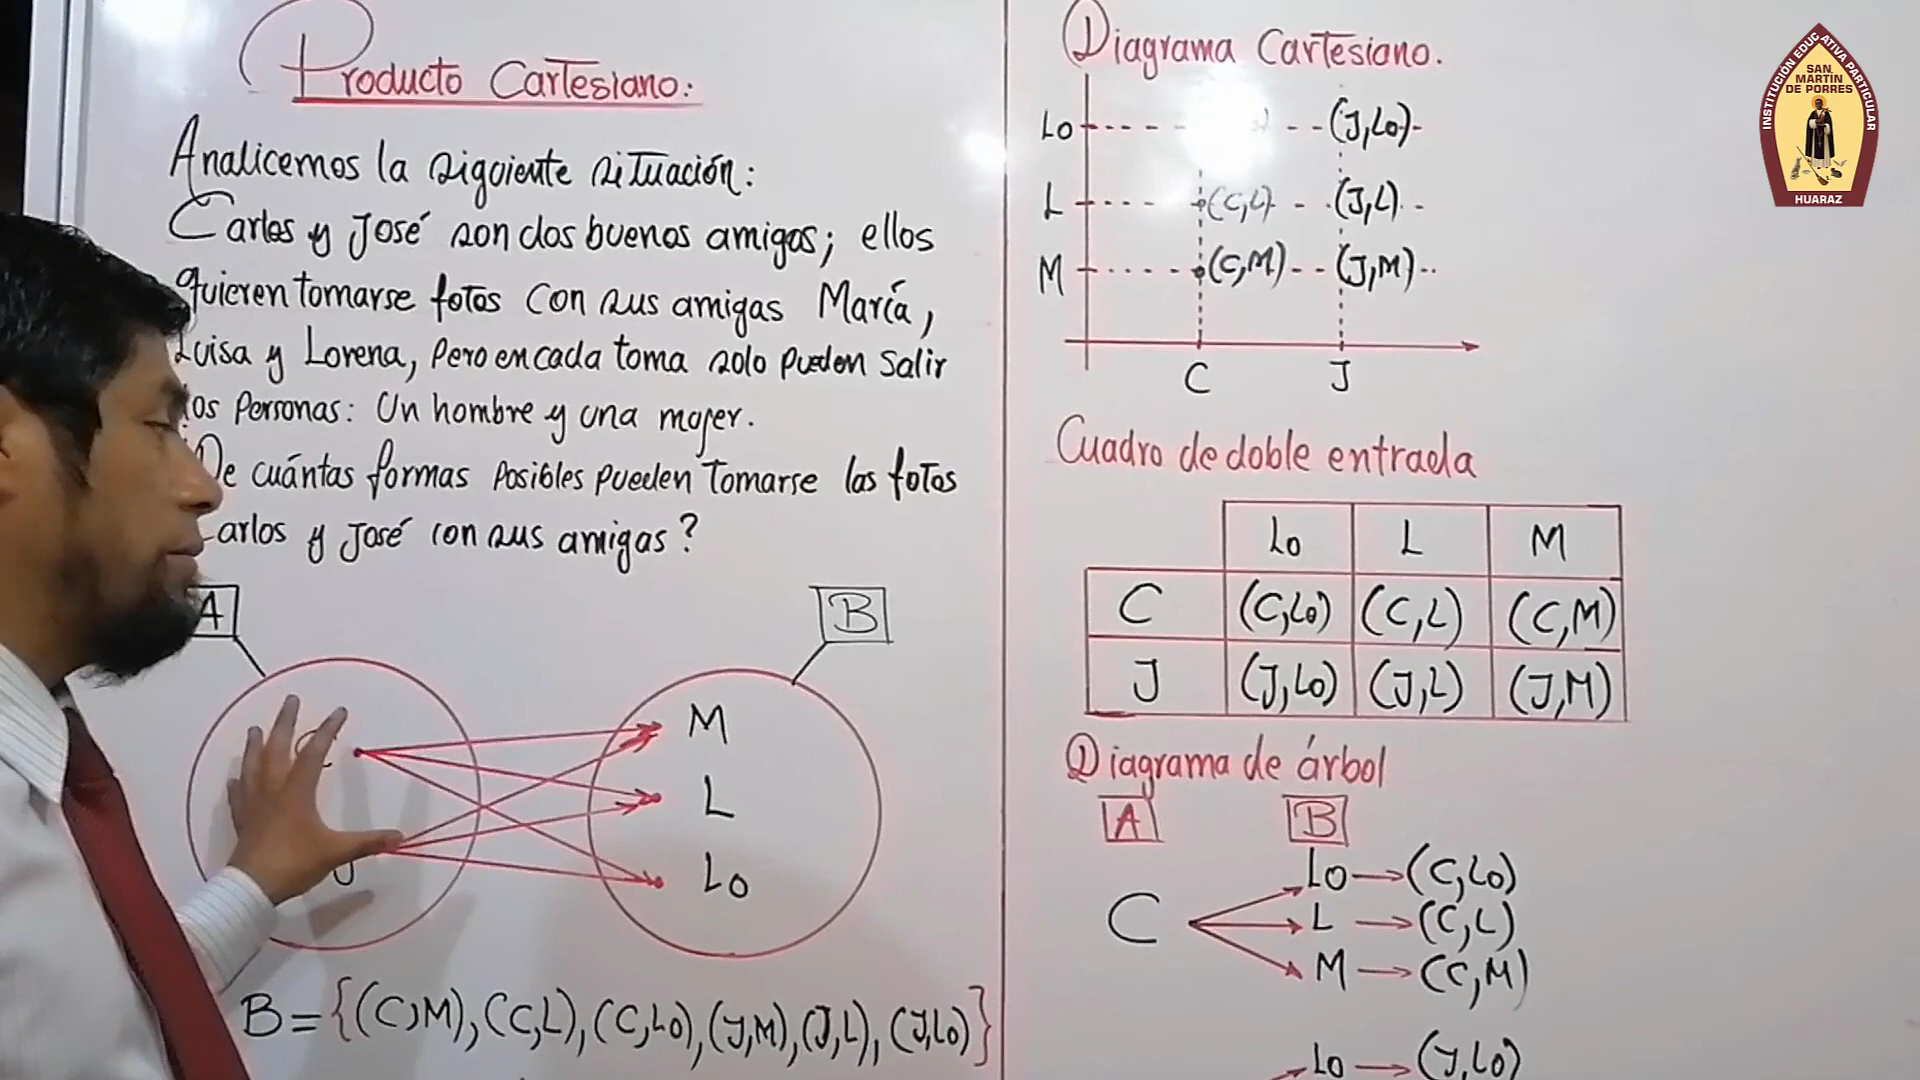 Producto Cartesiano:
Analicemos la siguiente situación:
Carlos y José son dos buenos amigos; ellos
quieren tomarse fotos con sus amigas María,
Luisa y Lorena, pero en cada toma solo pueden salir
dos personas: Un hombre y una mujer.
De cuántas formas posibles pueden tomarse las fotos
Carlos y José con sus amigas?
A
B
C
J
M
L
Lo
B = {(C,M), (C,L), (C,Lo), (J,M), (J,L), (J,Lo)}
Diagrama Cartesiano.
Lo (J,Lo)
L (C,L) (J,L)
M (C,M) (J,M)
C J
Cuadro de doble entrada
Lo L M
C (C,Lo) (C,L) (C,M)
J (J,Lo) (J,L) (J,M)
Diagrama de árbol
A B
Lo → (C,Lo)
C L → (C,L)
M → (C,M)
Lo → (J,Lo)
INSTITUCIÓN EDUCATIVA PARTICULAR
SAN
MARTÍN
DE PORRES
HUARAZ